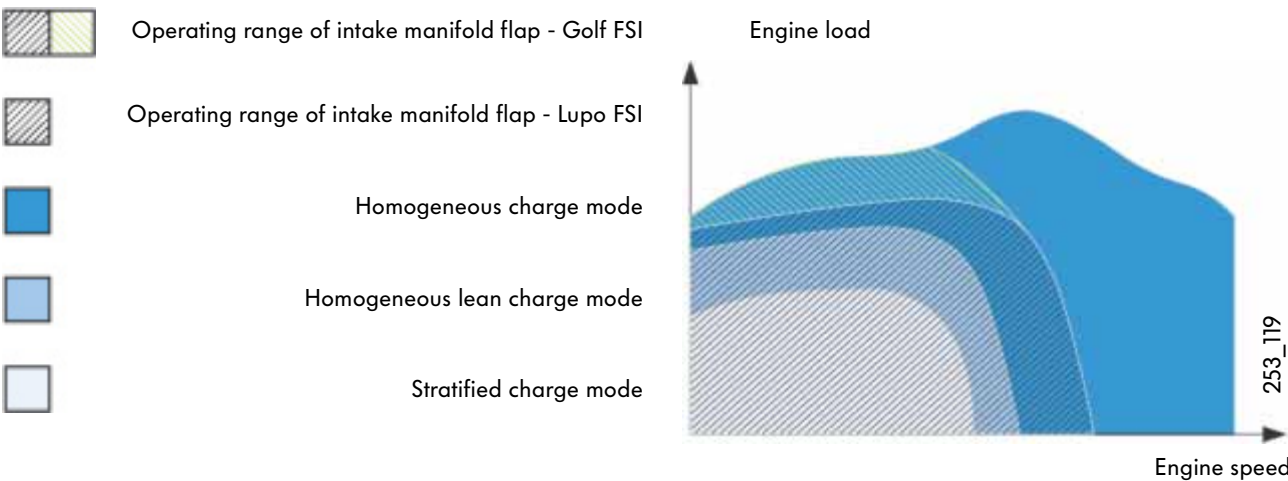 Operating range of intake manifold flap - Golf FSI
Operating range of intake manifold flap - Lupo FSI
Homogeneous charge mode
Homogeneous lean charge mode
Stratified charge mode
Engine load
253_119
Engine speed